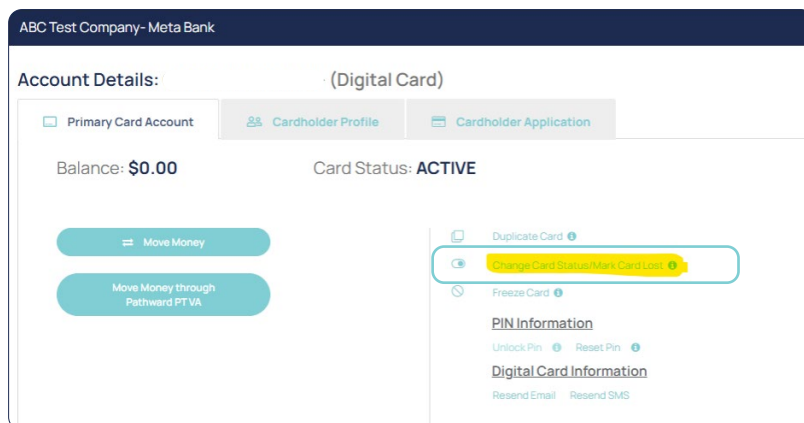 ABC Test Company- Meta Bank
Account Details: (Digital Card)
Primary Card Account Cardholder Profile Cardholder Application
Balance: $0.00 Card Status: ACTIVE
Move Money
Move Money through
Pathward PT VA
Duplicate Card
Change Card Status/Mark Card Lost
Freeze Card
PIN Information
Unlock Pin Reset Pin
Digital Card Information
Resend Email Resend SMS